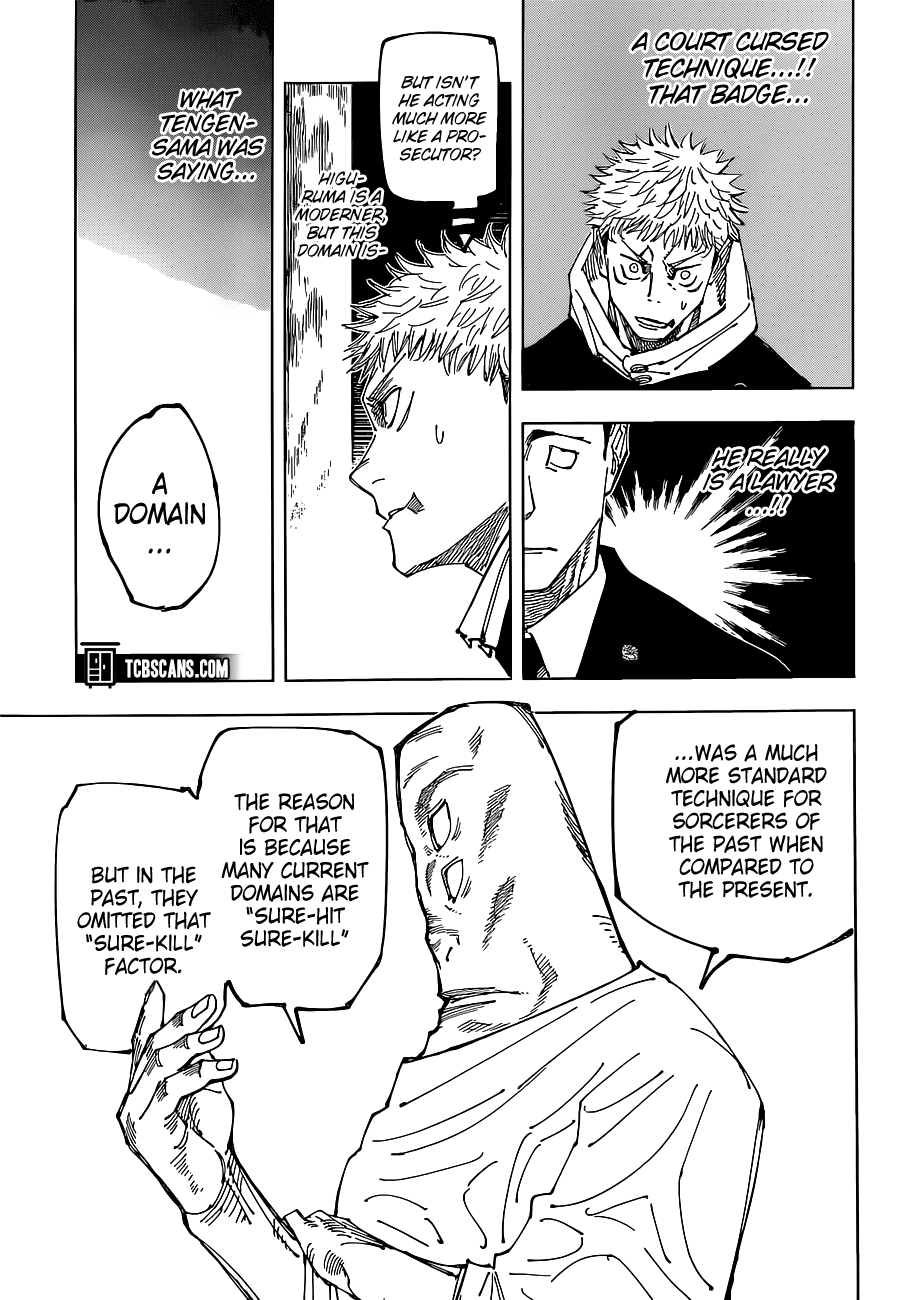 A COURT CURSED
TECHNIQUE...!!
THAT BADGE...
HE REALLY
IS A LAWYER
...!!
BUT ISN'T
HE ACTING
MUCH MORE
LIKE A PRO-
SECUTOR?
HIGU-
RUMA IS A
MODERNER,
BUT THIS
DOMAIN IS-
WHAT
TENGEN-
SAMA WAS
SAYING...
A
DOMAIN
...
TCBSCANS.COM
...WAS A MUCH
MORE STANDARD
TECHNIQUE FOR
SORCERERS OF
THE PAST WHEN
COMPARED TO
THE PRESENT.
THE REASON
FOR THAT
IS BECAUSE
MANY CURRENT
DOMAINS ARE
"SURE-HIT
SURE-KILL"
BUT IN THE
PAST, THEY
OMITTED THAT
"SURE-KILL"
FACTOR.